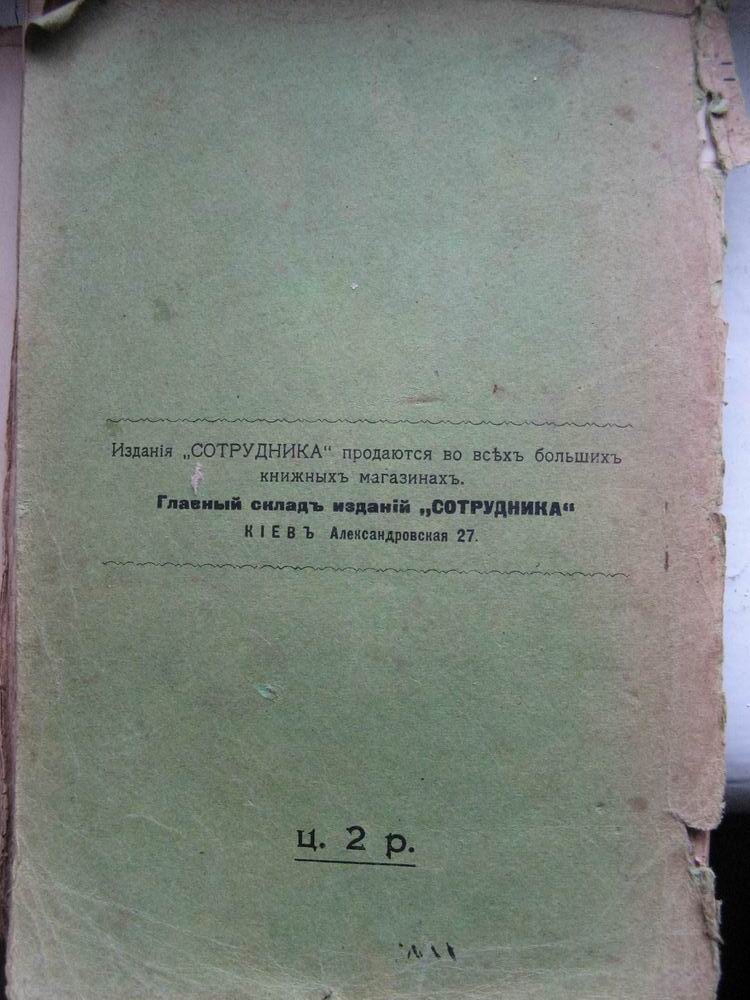 Изданія „СОТРУДНИКА“ продаются во всѣхъ большихъ
книжныхъ магазинахъ.
Главный складъ изданій „СОТРУДНИКА“
КІЕВЪ Александровская 27.
ц. 2 р.